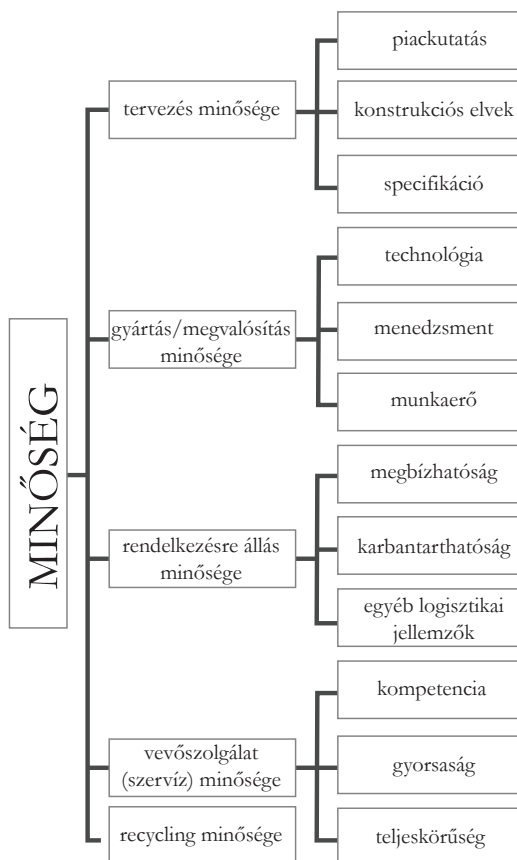 MINŐSÉG
tervezés minősége
piackutatás
konstrukciós elvek
specifikáció
gyártás/megvalósítás
minősége
technológia
menedzsment
munkaerő
rendelkezésre állás
minősége
megbízhatóság
karbantarthatóság
egyéb logisztikai
jellemzők
vevőszolgálat
(szervíz) minősége
kompetencia
gyorsaság
teljeskörűség
recycling minősége